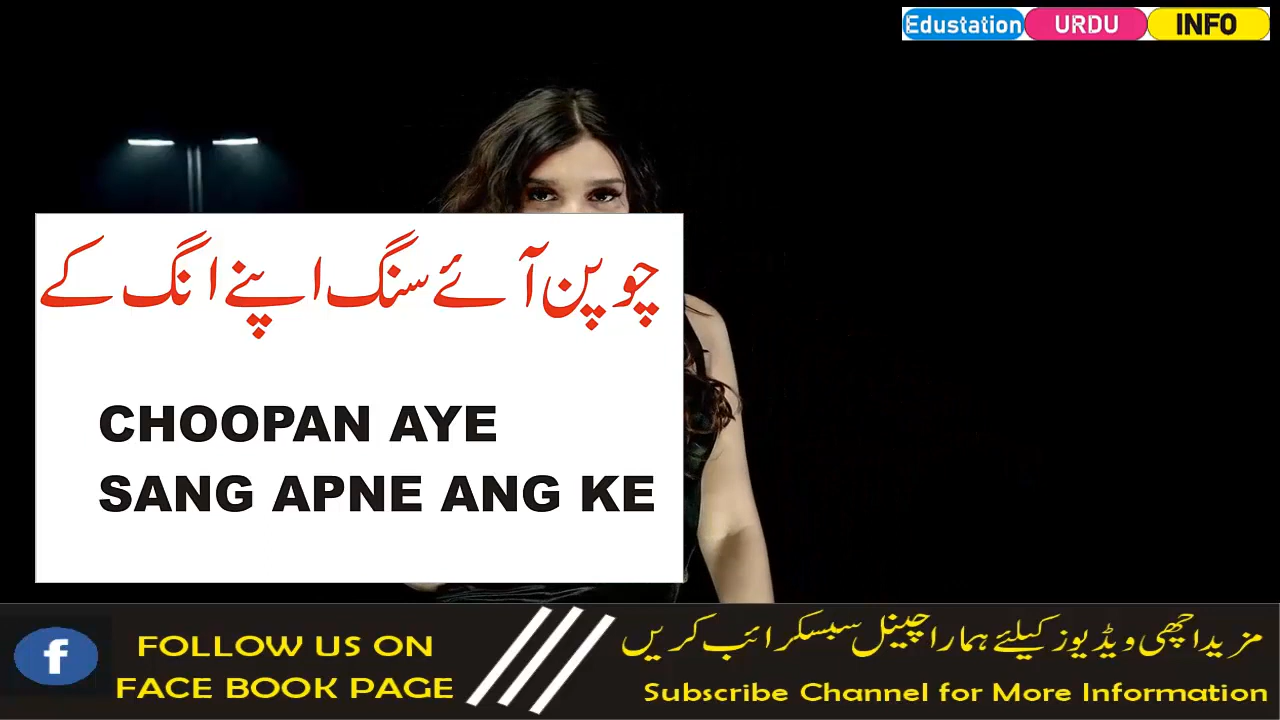 Edustation URDU INFO
چوپن آئے سنگ اپنے انگ کے
CHOOPAN AYE
SANG APNE ANG KE
f
FOLLOW US ON
FACE BOOK PAGE
مزید اچھی ویڈیوز کیلئے ہمارا چینل سبسکرائب کریں
Subscribe Channel for More Information